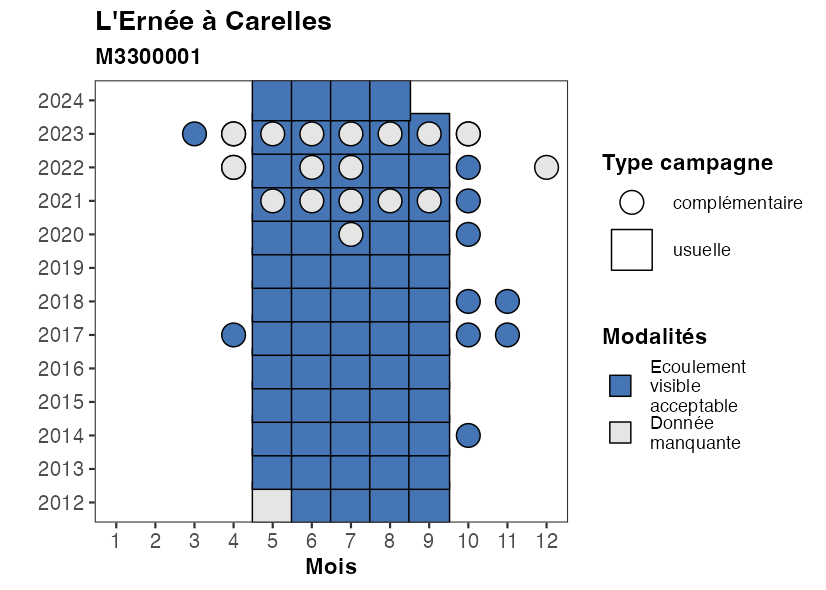 L'Ernée à Carelles
M3300001
2024
2023
2022
2021
2020
2019
2018
2017
2016
2015
2014
2013
2012
1 2 3 4 5 6 7 8 9 10 11 12
Mois
Type campagne
complémentaire
usuelle
Modalités
Ecoulement
visible
acceptable
Donnée
manquante